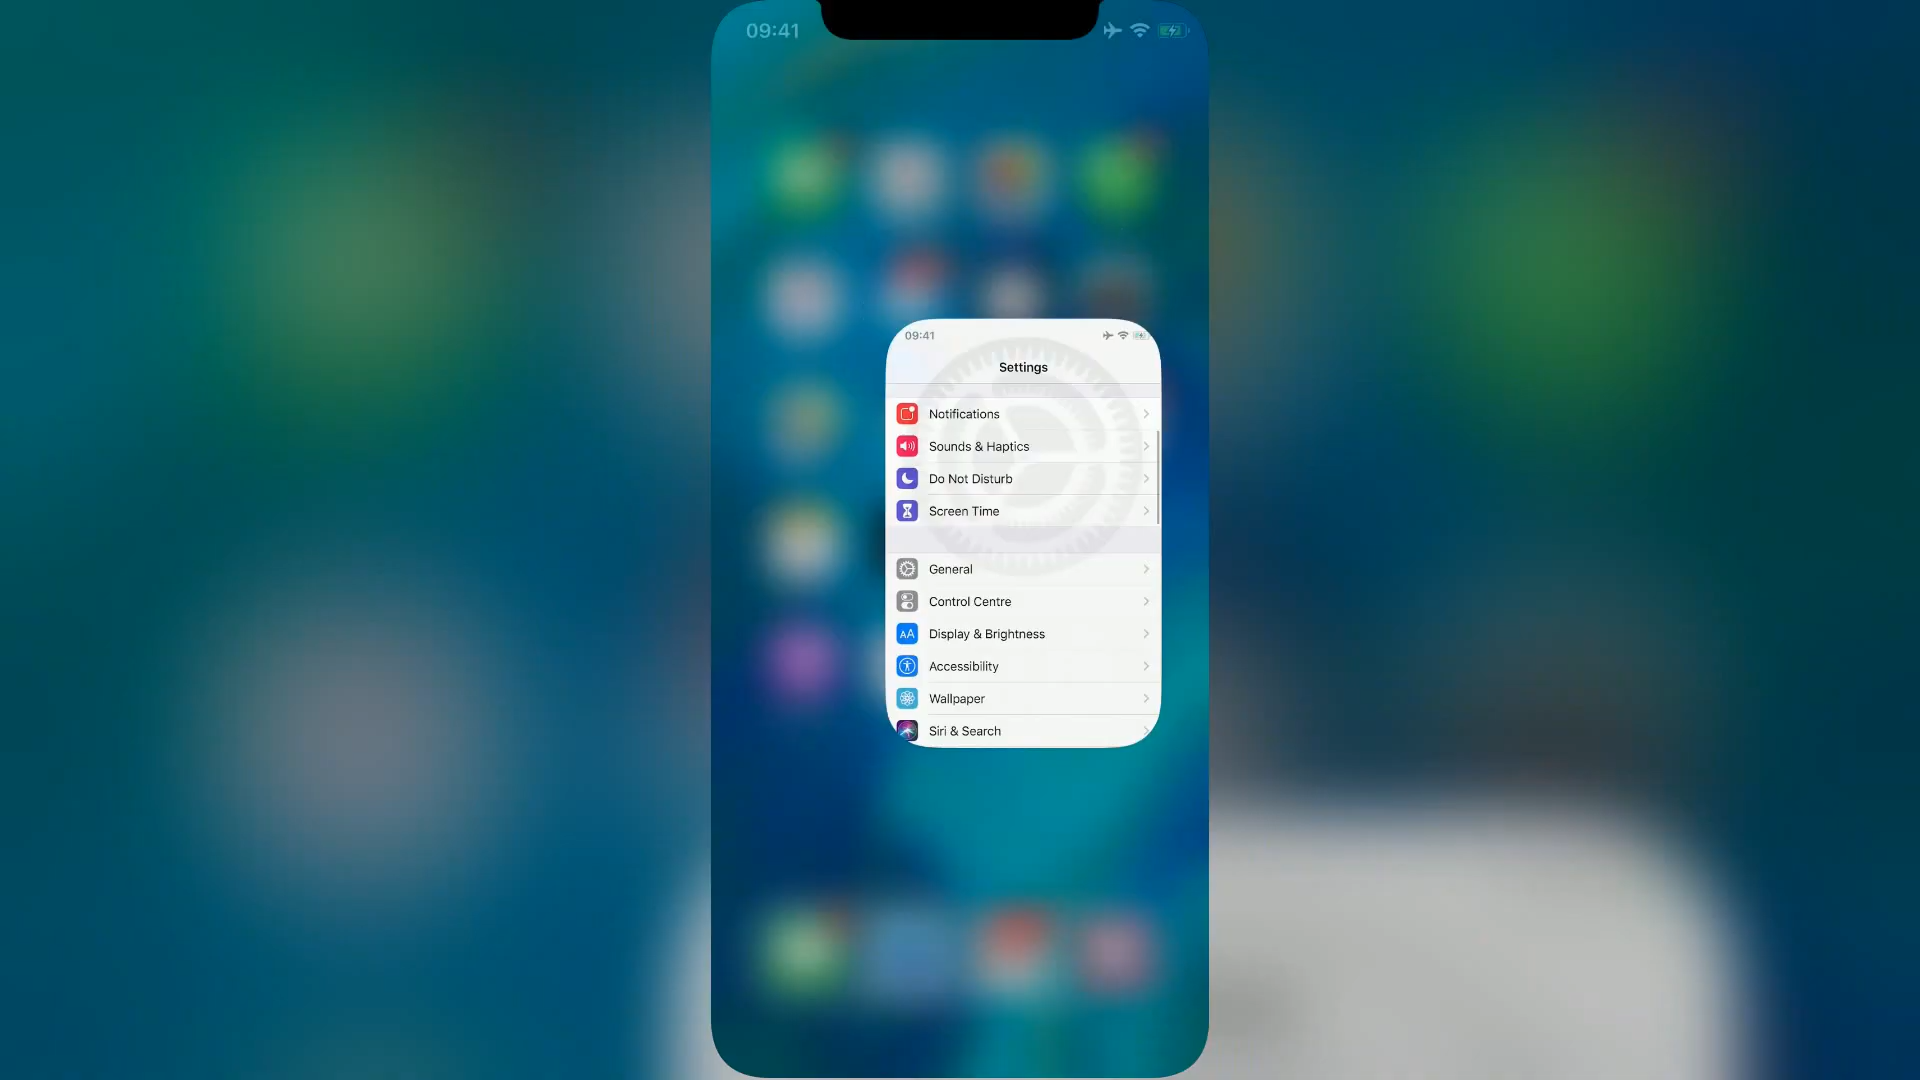 09:41
09:41
Settings
Notifications
Sounds & Haptics
Do Not Disturb
Screen Time
General
Control Centre
AA
Display & Brightness
Accessibility
Wallpaper
Siri & Search